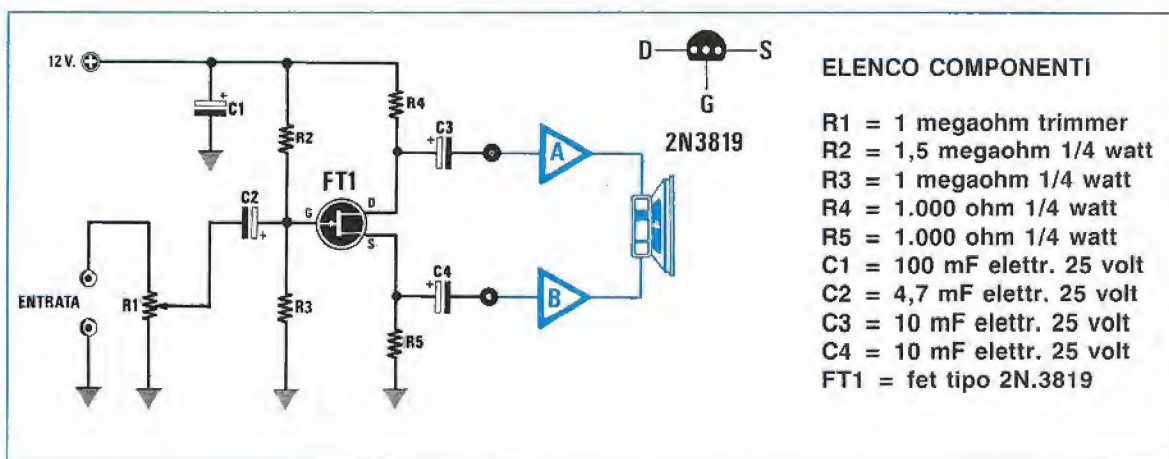 12 V.
C1
R2
R4
C3
A
FT1
C2
G
D
S
ENTRATA
R1
R3
C4
B
R5
D
S
G
2N3819
ELENCO COMPONENTI
R1 = 1 megaohm trimmer
R2 = 1,5 megaohm 1/4 watt
R3 = 1 megaohm 1/4 watt
R4 = 1.000 ohm 1/4 watt
R5 = 1.000 ohm 1/4 watt
C1 = 100 mF elettr. 25 volt
C2 = 4,7 mF elettr. 25 volt
C3 = 10 mF elettr. 25 volt
C4 = 10 mF elettr. 25 volt
FT1 = fet tipo 2N.3819